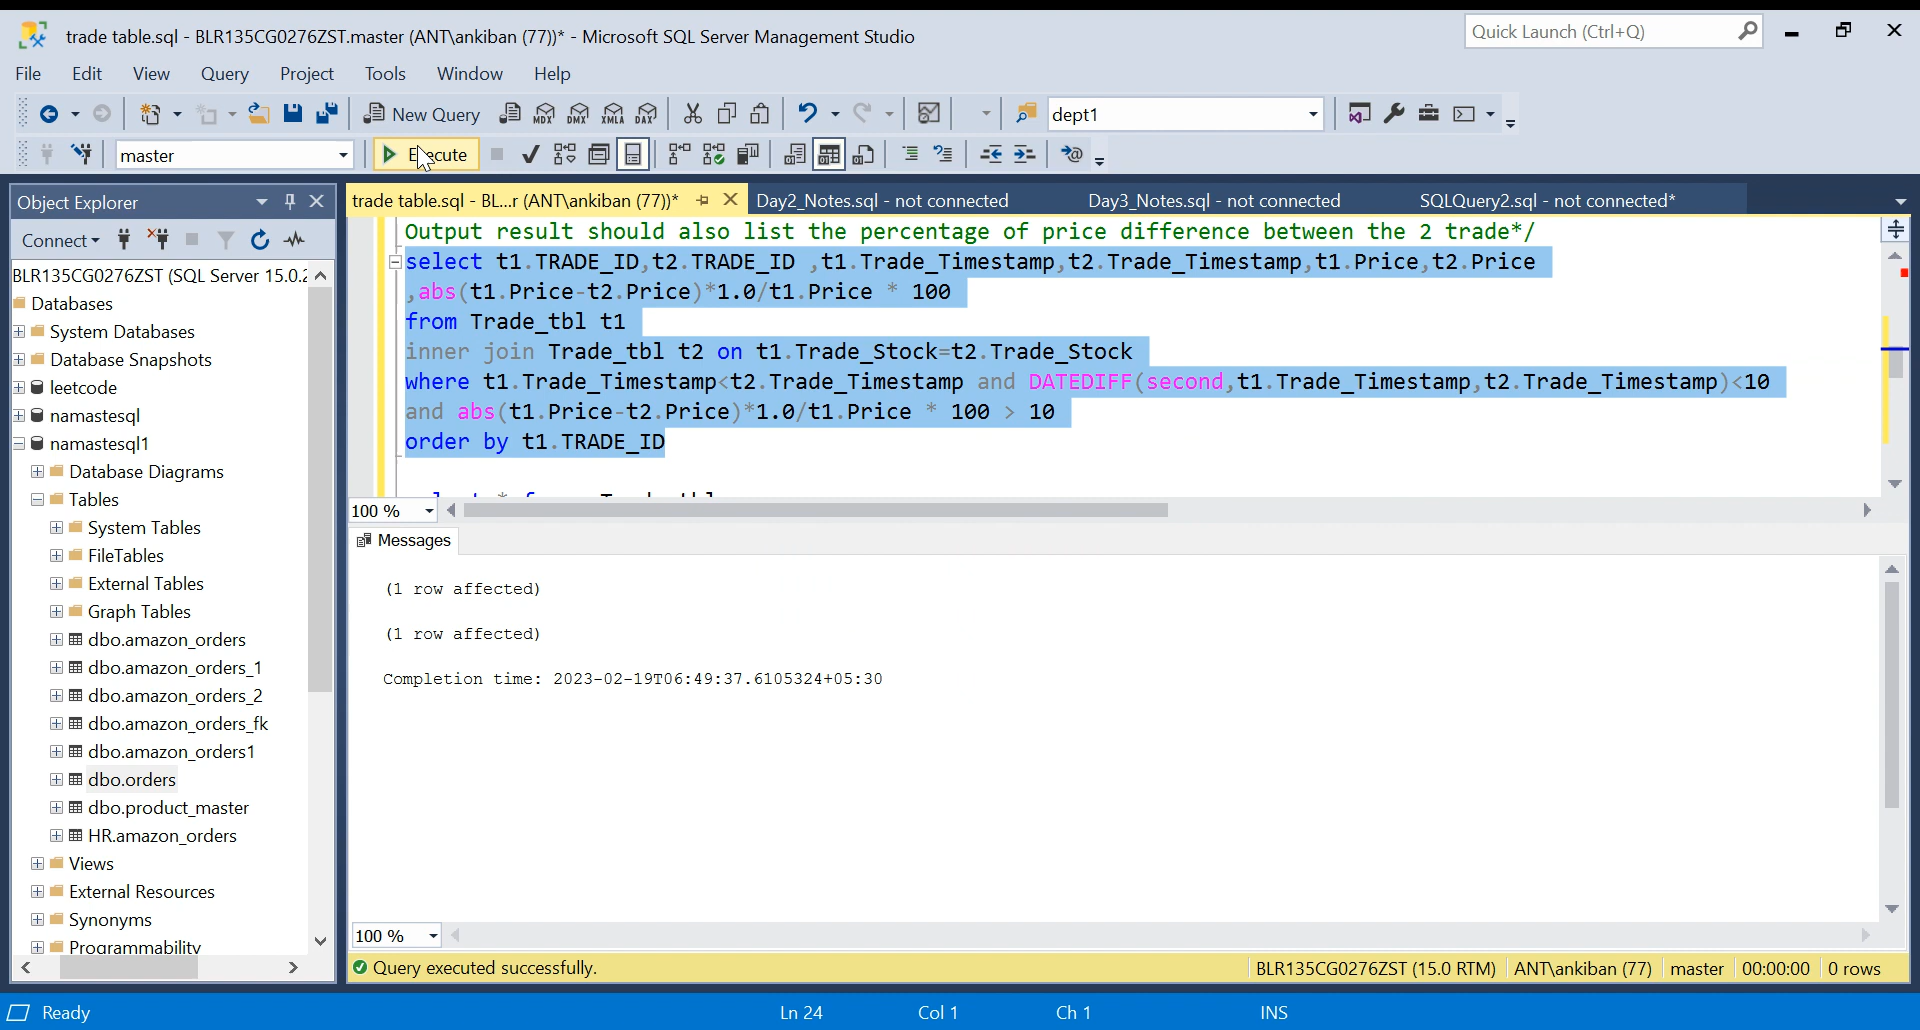 trade table.sql - BLR135CG0276ZST.master (ANT\ankiban (77))* - Microsoft SQL Server Management Studio
Quick Launch (Ctrl+Q)
File Edit View Query Project Tools Window Help
New Query MDX DMX XMLA DAX dept1
master Execute
Object Explorer
trade table.sql - BL...r (ANT\ankiban (77))* Day2_Notes.sql - not connected Day3_Notes.sql - not connected SQLQuery2.sql - not connected*
Connect
BLR135CG0276ZST (SQL Server 15.0.2
Databases
System Databases
Database Snapshots
leetcode
namastesql
namastesql1
Database Diagrams
Tables
System Tables
FileTables
External Tables
Graph Tables
dbo.amazon_orders
dbo.amazon_orders_1
dbo.amazon_orders_2
dbo.amazon_orders_fk
dbo.amazon_orders1
dbo.orders
dbo.product_master
HR.amazon_orders
Views
External Resources
Synonyms
Programmability
Output result should also list the percentage of price difference between the 2 trade*/
select t1.TRADE_ID,t2.TRADE_ID ,t1.Trade_Timestamp,t2.Trade_Timestamp,t1.Price,t2.Price
,abs(t1.Price-t2.Price)*1.0/t1.Price * 100
from Trade_tbl t1
inner join Trade_tbl t2 on t1.Trade_Stock=t2.Trade_Stock
where t1.Trade_Timestamp<t2.Trade_Timestamp and DATEDIFF(second,t1.Trade_Timestamp,t2.Trade_Timestamp)<10
and abs(t1.Price-t2.Price)*1.0/t1.Price * 100 > 10
order by t1.TRADE_ID
100 %
Messages
(1 row affected)
(1 row affected)
Completion time: 2023-02-19T06:49:37.6105324+05:30
100 %
Query executed successfully. BLR135CG0276ZST (15.0 RTM) ANT\ankiban (77) master 00:00:00 0 rows
Ready Ln 24 Col 1 Ch 1 INS